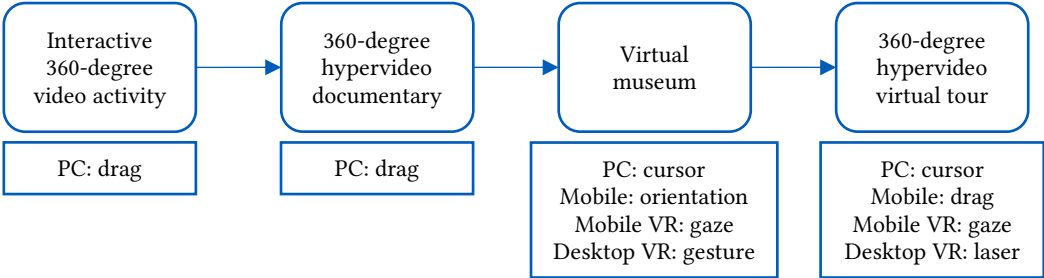 Interactive
360-degree
video activity
360-degree
hypervideo
documentary
Virtual
museum
360-degree
hypervideo
virtual tour
PC: drag
PC: drag
PC: cursor
Mobile: orientation
Mobile VR: gaze
Desktop VR: gesture
PC: cursor
Mobile: drag
Mobile VR: gaze
Desktop VR: laser